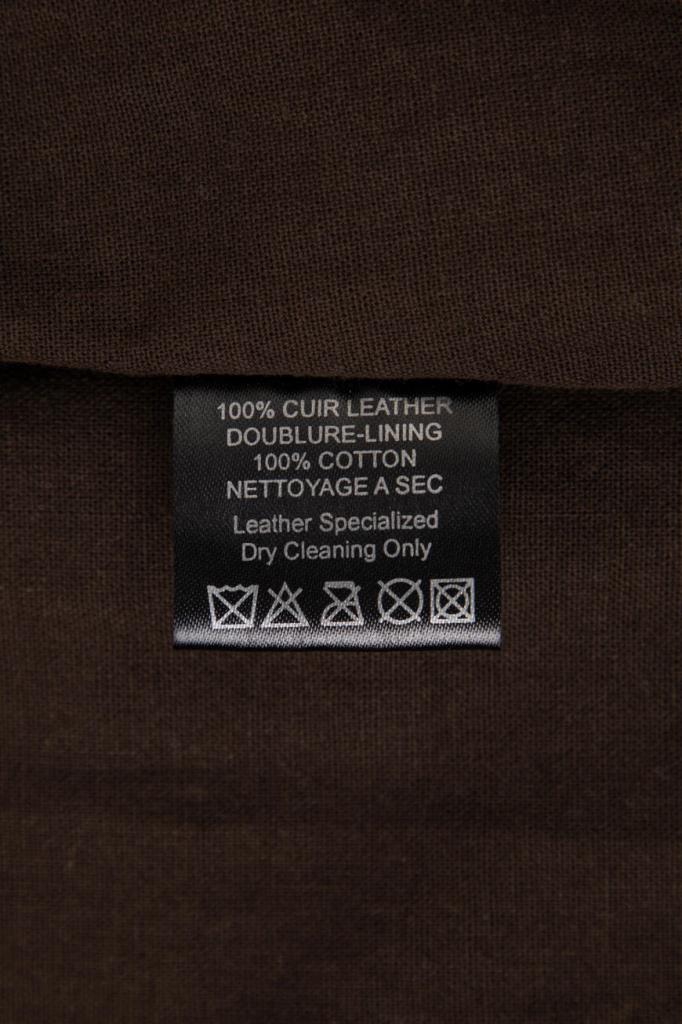 100% CUIR LEATHER
DOUBLURE-LINING
100% COTTON
NETTOYAGE A SEC
Leather Specialized
Dry Cleaning Only